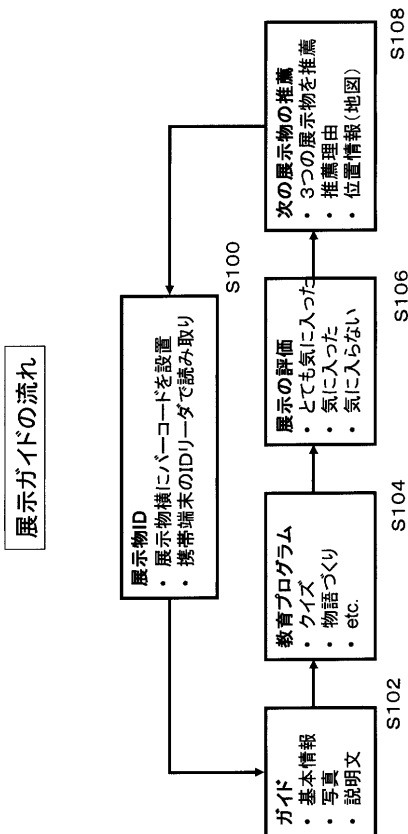 展示ガイドの流れ
展示物ID
・ 展示物横にバーコードを設置
・ 携帯端末のIDリーダで読み取り
S100
ガイド
・ 基本情報
・ 写真
・ 説明文
S102
教育プログラム
・ クイズ
・ 物語づくり
・ etc.
S104
展示の評価
・ とても気に入った
・ 気に入った
・ 気に入らない
S106
次の展示物の推薦
・ 3つの展示物を推薦
・ 推薦理由
・ 位置情報(地図)
S108